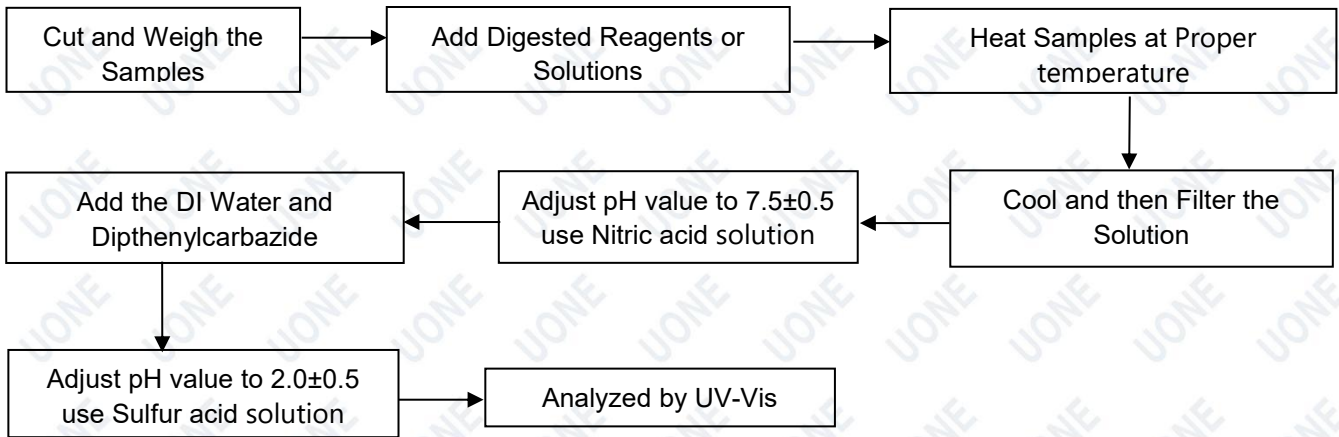 Cut and Weigh the
Samples
Add Digested Reagents or
Solutions
Heat Samples at Proper
temperature
Cool and then Filter the
Solution
Adjust pH value to 7.5±0.5
use Nitric acid solution
Add the DI Water and
Dipthenylcarbazide
Adjust pH value to 2.0±0.5
use Sulfur acid solution
Analyzed by UV-Vis
UONE